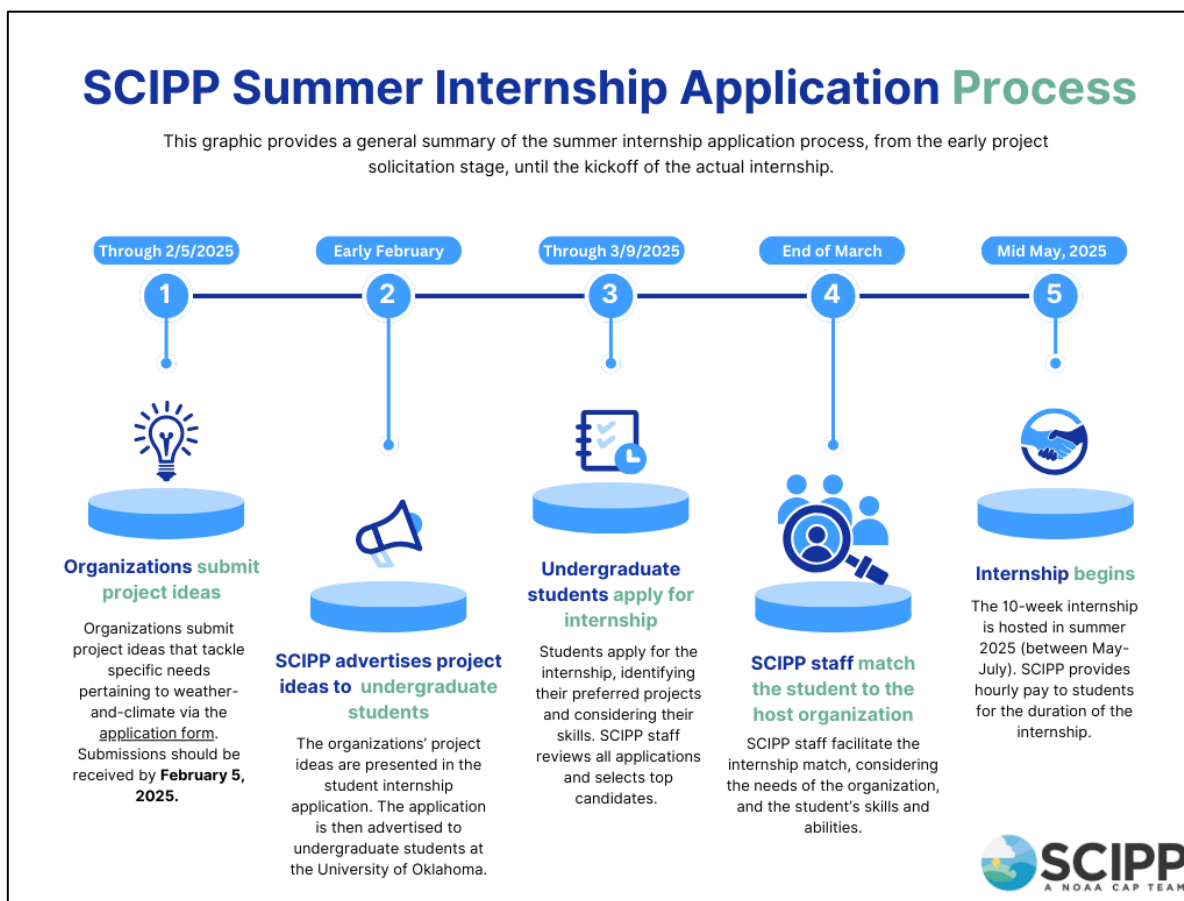 SCIPP Summer Internship Application Process
This graphic provides a general summary of the summer internship application process, from the early project
solicitation stage, until the kickoff of the actual internship.
Through 2/5/2025
1
Organizations submit
project ideas
Organizations submit
project ideas that tackle
specific needs
pertaining to weather-
and-climate via the
application form.
Submissions should be
received by February 5,
2025.
Early February
2
SCIPP advertises project
ideas to undergraduate
students
The organizations’ project
ideas are presented in the
student internship
application. The application
is then advertised to
undergraduate students at
the University of Oklahoma.
Through 3/9/2025
3
Undergraduate
students apply for
internship
Students apply for the
internship, identifying
their preferred projects
and considering their
skills. SCIPP staff
reviews all applications
and selects top
candidates.
End of March
4
SCIPP staff match
the student to the
host organization
SCIPP staff facilitate the
internship match, considering
the needs of the organization,
and the student’s skills and
abilities.
Mid May, 2025
5
Internship begins
The 10-week internship
is hosted in summer
2025 (between May-
July). SCIPP provides
hourly pay to students
for the duration of the
internship.
SCIPP
A NOAA CAP TEAM